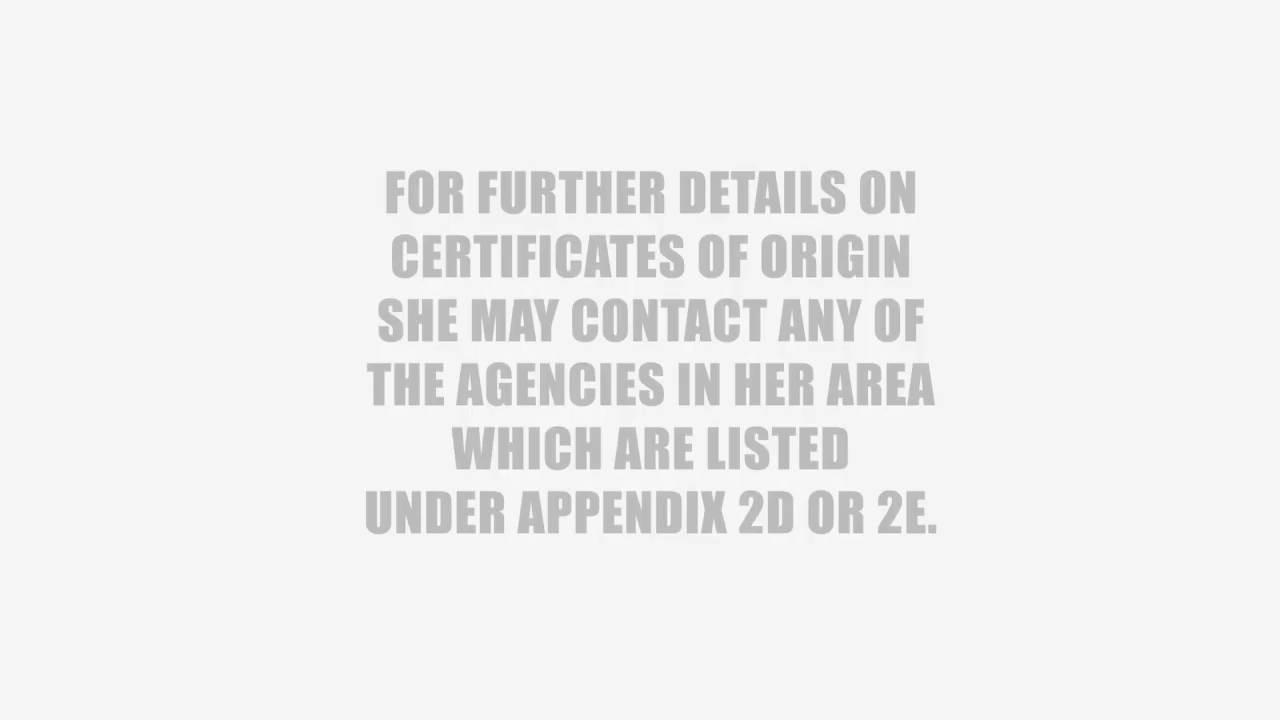 FOR FURTHER DETAILS ON
CERTIFICATES OF ORIGIN
SHE MAY CONTACT ANY OF
THE AGENCIES IN HER AREA
WHICH ARE LISTED
UNDER APPENDIX 2D OR 2E.